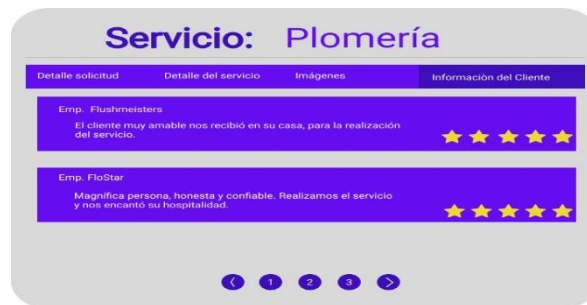 Servicio: Plomería
Detalle solicitud Detalle del servicio Imágenes Informaciòn del Cliente
Emp. Flushmeisters
El cliente muy amable nos recibió en su casa, para la realización
del servicio.
Emp. FloStar
Magnífica persona, honesta y confiable. Realizamos el servicio
y nos encantó su hospitalidad.
1 2 3